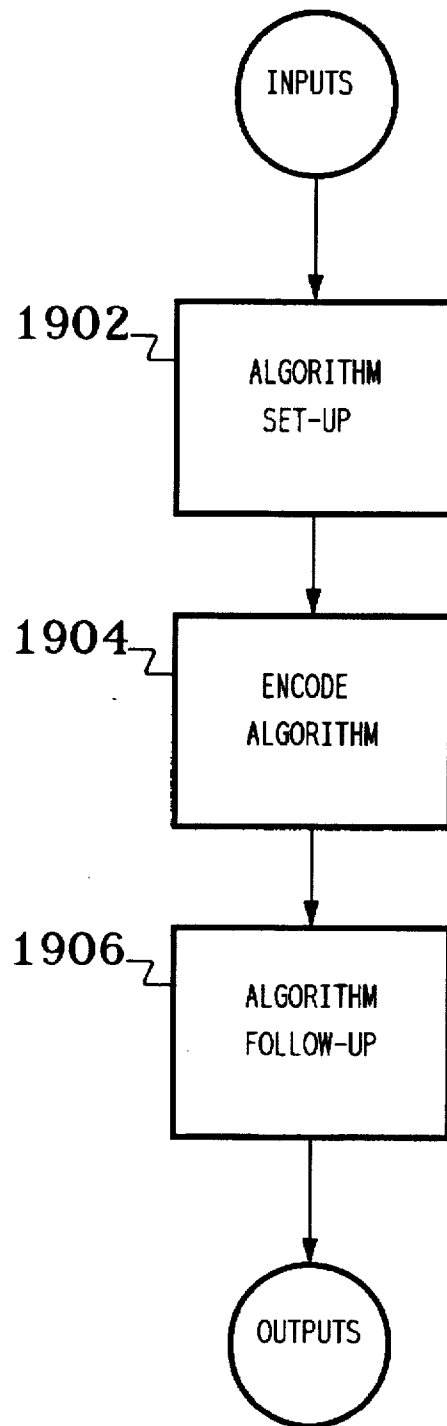 INPUTS
1902
ALGORITHM
SET-UP
1904
ENCODE
ALGORITHM
1906
ALGORITHM
FOLLOW-UP
OUTPUTS